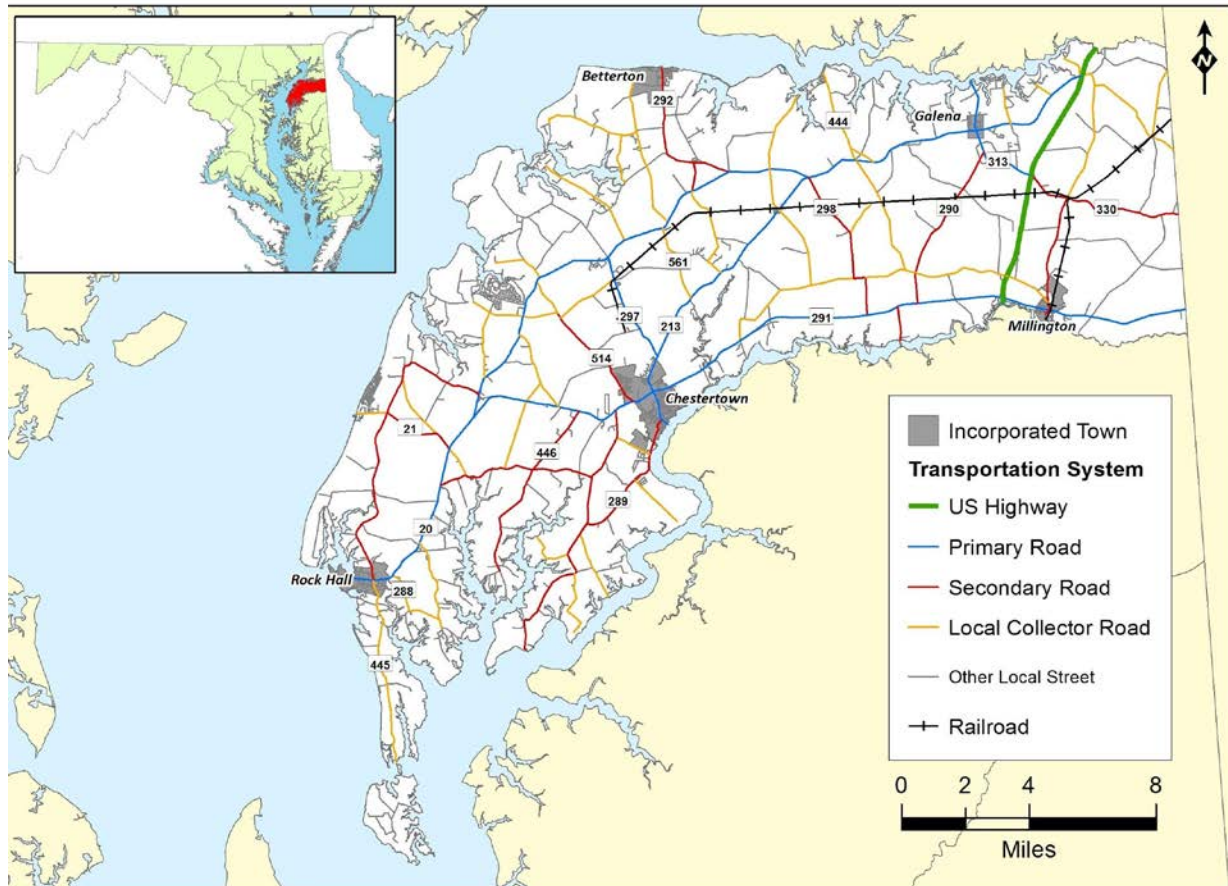 N
Betterton
292
444
Galena
313
298
290
330
561
297
213
291
Millington
514
Chestertown
21
446
289
20
Rock Hall
288
445
Incorporated Town
Transportation System
US Highway
Primary Road
Secondary Road
Local Collector Road
Other Local Street
Railroad
0 2 4 8
Miles